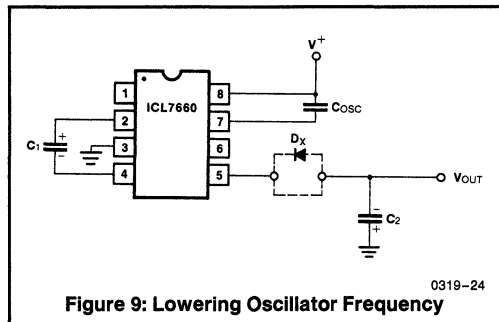 V+
ICL7660
1
2
3
4
8
7
6
5
COSC
C1
+
−
DX
VOUT
−
C2
+
0319–24
Figure 9: Lowering Oscillator Frequency